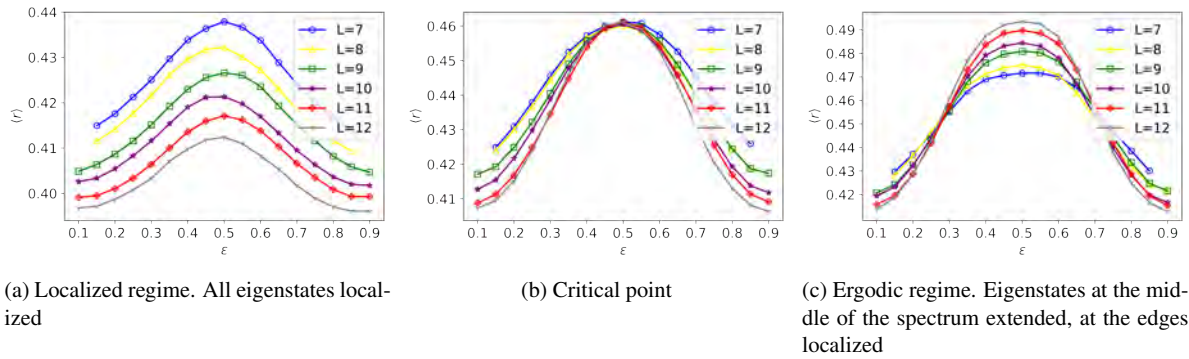 0.44
0.43
0.42
0.41
0.40
⟨r⟩
0.1 0.2 0.3 0.4 0.5 0.6 0.7 0.8 0.9
ε
L=7
L=8
L=9
L=10
L=11
L=12
(a) Localized regime. All eigenstates local-
ized
0.46
0.45
0.44
0.43
0.42
0.41
⟨r⟩
0.1 0.2 0.3 0.4 0.5 0.6 0.7 0.8 0.9
ε
L=7
L=8
L=9
L=10
L=11
L=12
(b) Critical point
0.49
0.48
0.47
0.46
0.45
0.44
0.43
0.42
⟨r⟩
0.1 0.2 0.3 0.4 0.5 0.6 0.7 0.8 0.9
ε
L=7
L=8
L=9
L=10
L=11
L=12
(c) Ergodic regime. Eigenstates at the mid-
dle of the spectrum extended, at the edges
localized